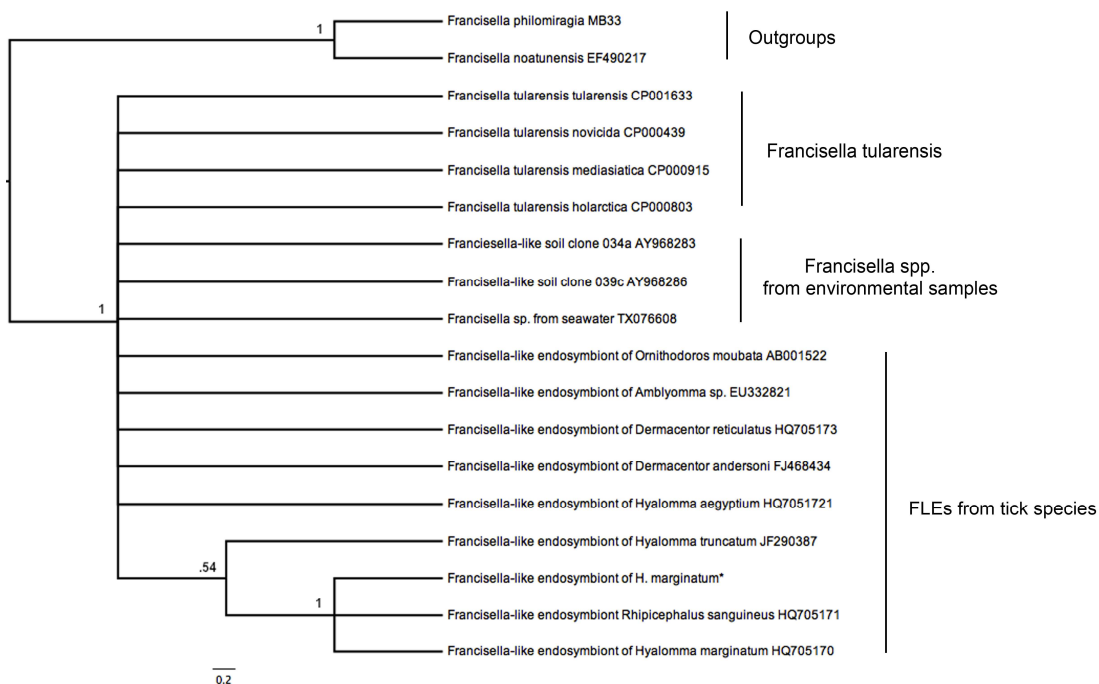 Francisella philomiragia MB33
1
Outgroups
Francisella noatunensis EF490217
Francisella tularensis tularensis CP001633
Francisella tularensis novicida CP000439
Francisella tularensis
Francisella tularensis mediasiatica CP000915
Francisella tularensis holarctica CP000803
Franciesella-like soil clone 034a AY968283
Francisella spp.
from environmental samples
Francisella-like soil clone 039c AY968286
1
Francisella sp. from seawater TX076608
Francisella-like endosymbiont of Ornithodoros moubata AB001522
Francisella-like endosymbiont of Amblyomma sp. EU332821
Francisella-like endosymbiont of Dermacentor reticulatus HQ705173
Francisella-like endosymbiont of Dermacentor andersoni FJ468434
Francisella-like endosymbiont of Hyalomma aegyptium HQ7051721
FLEs from tick species
Francisella-like endosymbiont of Hyalomma truncatum JF290387
.54
Francisella-like endosymbiont of H. marginatum*
1
Francisella-like endosymbiont Rhipicephalus sanguineus HQ705171
Francisella-like endosymbiont of Hyalomma marginatum HQ705170
0.2